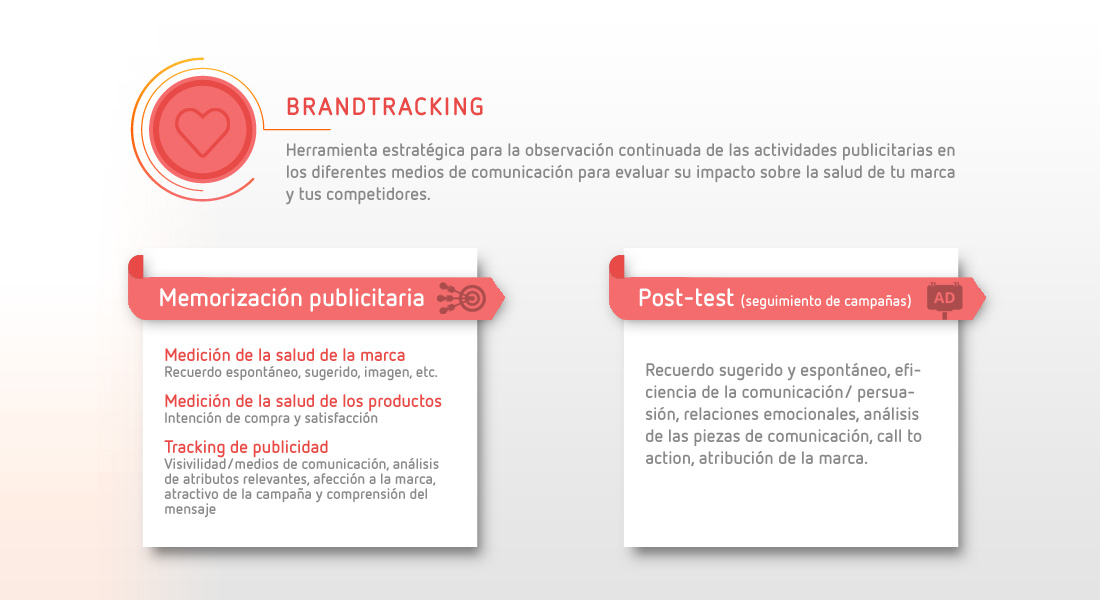 BRANDTRACKING
Herramienta estratégica para la observación continuada de las actividades publicitarias en
los diferentes medios de comunicación para evaluar su impacto sobre la salud de tu marca
y tus competidores.
Memorización publicitaria
Medición de la salud de la marca
Recuerdo espontáneo, sugerido, imagen, etc.
Medición de la salud de los productos
Intención de compra y satisfacción
Tracking de publicidad
Visivilidad/medios de comunicación, análisis
de atributos relevantes, afección a la marca,
atractivo de la campaña y comprensión del
mensaje
Post-test (seguimiento de campañas)
AD
Recuerdo sugerido y espontáneo, efi-
ciencia de la comunicación/ persua-
sión, relaciones emocionales, análisis
de las piezas de comunicación, call to
action, atribución de la marca.